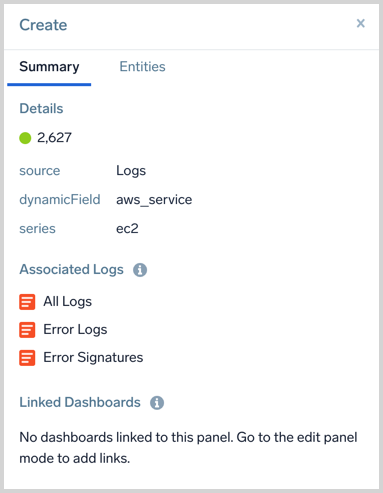 Create ×
Summary Entities
Details
2,627
source Logs
dynamicField aws_service
series ec2
Associated Logs i
All Logs
Error Logs
Error Signatures
Linked Dashboards i
No dashboards linked to this panel. Go to the edit panel
mode to add links.